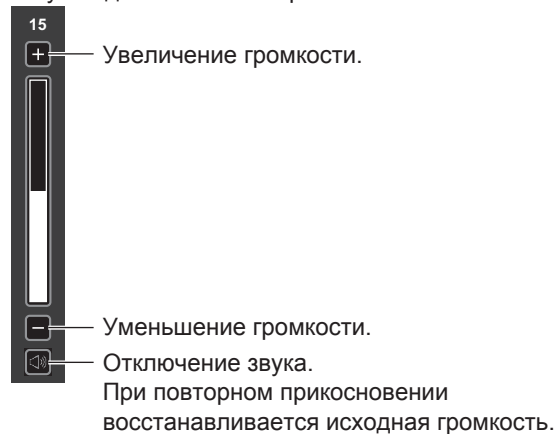 15
Увеличение громкости.
Уменьшение громкости.
Отключение звука.
При повторном прикосновении
восстанавливается исходная громкость.